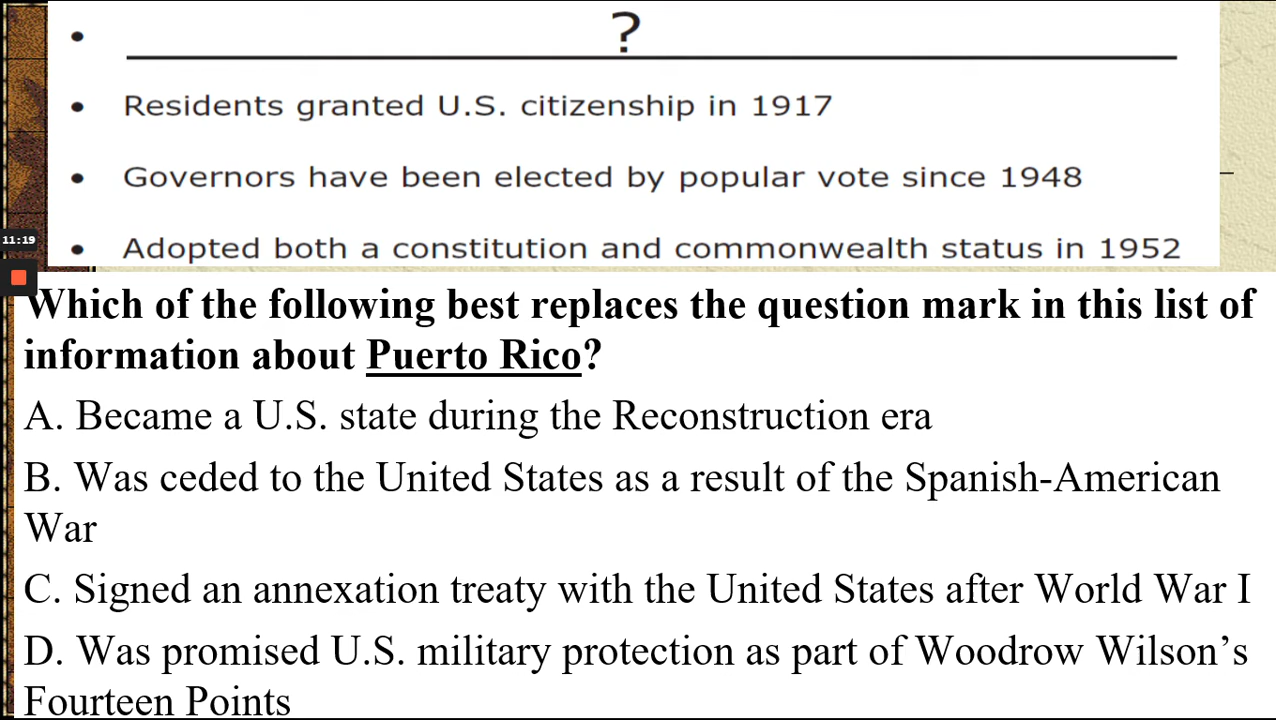 • ?
• Residents granted U.S. citizenship in 1917
• Governors have been elected by popular vote since 1948
11:19
• Adopted both a constitution and commonwealth status in 1952
Which of the following best replaces the question mark in this list of
information about Puerto Rico?
A. Became a U.S. state during the Reconstruction era
B. Was ceded to the United States as a result of the Spanish-American
War
C. Signed an annexation treaty with the United States after World War I
D. Was promised U.S. military protection as part of Woodrow Wilson’s
Fourteen Points